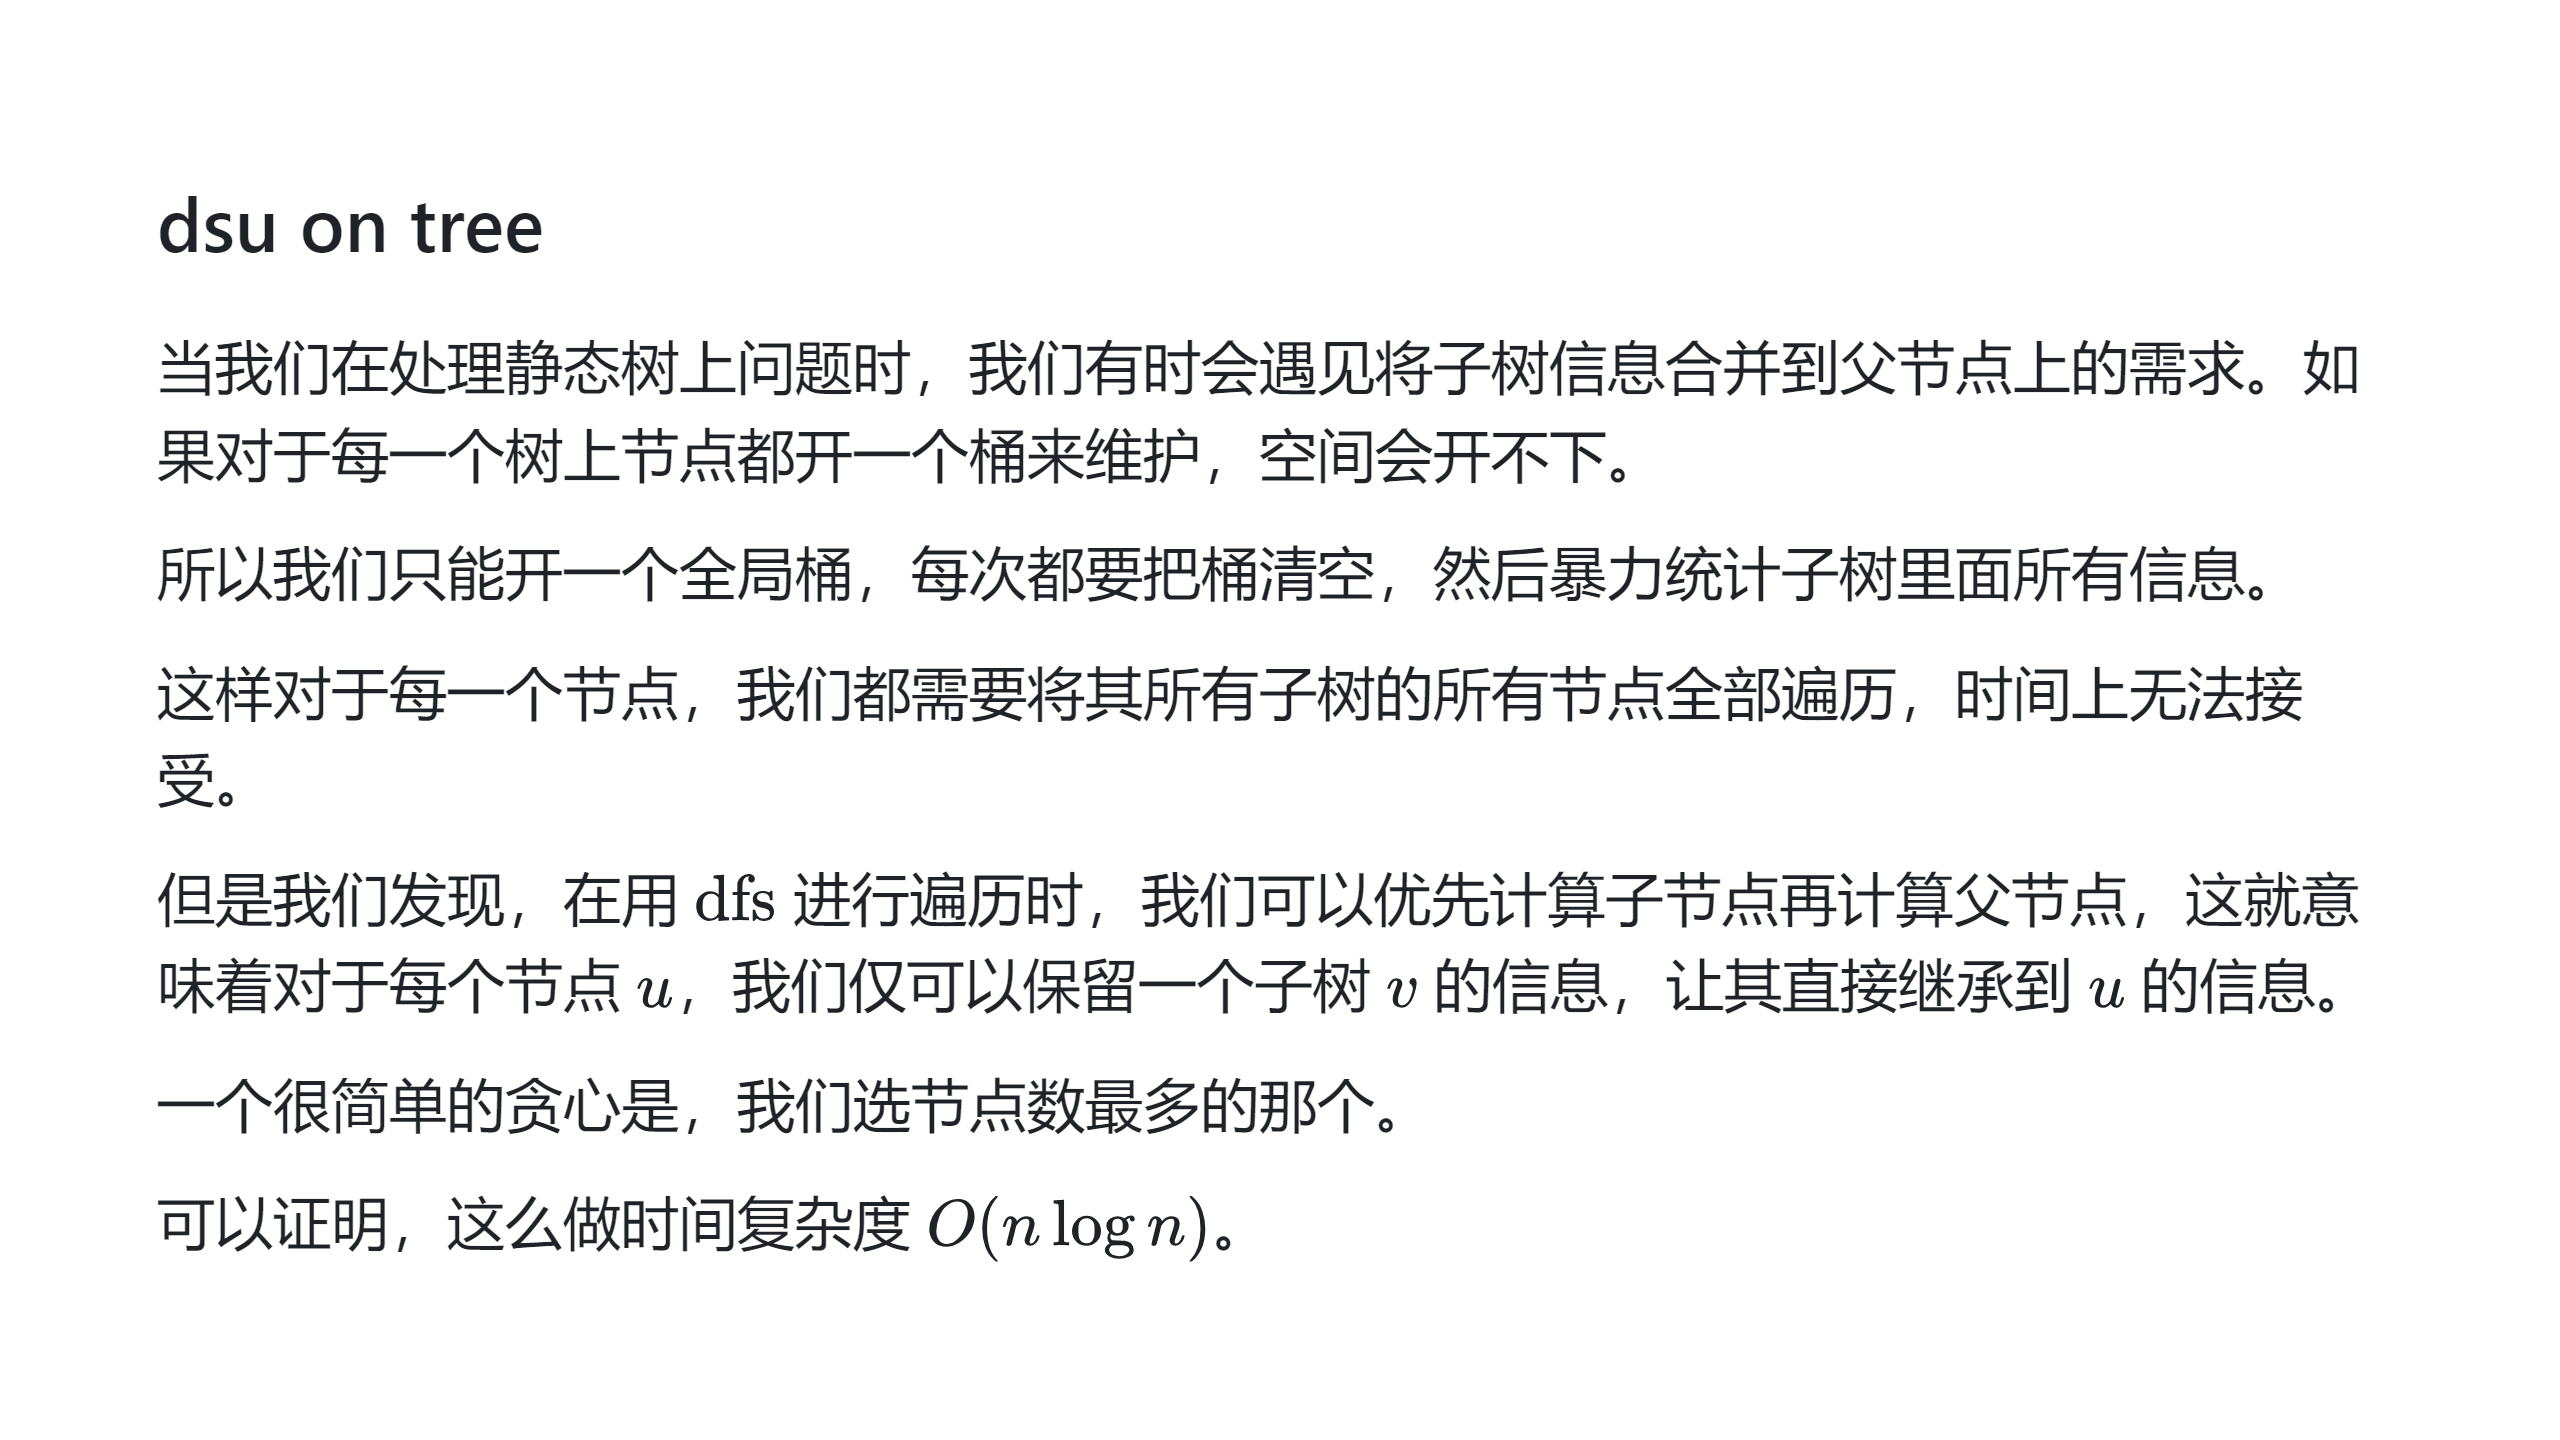 dsu on tree
当我们在处理静态树上问题时，我们有时会遇见将子树信息合并到父节点上的需求。如
果对于每一个树上节点都开一个桶来维护，空间会开不下。
所以我们只能开一个全局桶，每次都要把桶清空，然后暴力统计子树里面所有信息。
这样对于每一个节点，我们都需要将其所有子树的所有节点全部遍历，时间上无法接
受。
但是我们发现，在用 dfs 进行遍历时，我们可以优先计算子节点再计算父节点，这就意
味着对于每个节点 u，我们仅可以保留一个子树 v 的信息，让其直接继承到 u 的信息。
一个很简单的贪心是，我们选节点数最多的那个。
可以证明，这么做时间复杂度 O(n log n)。